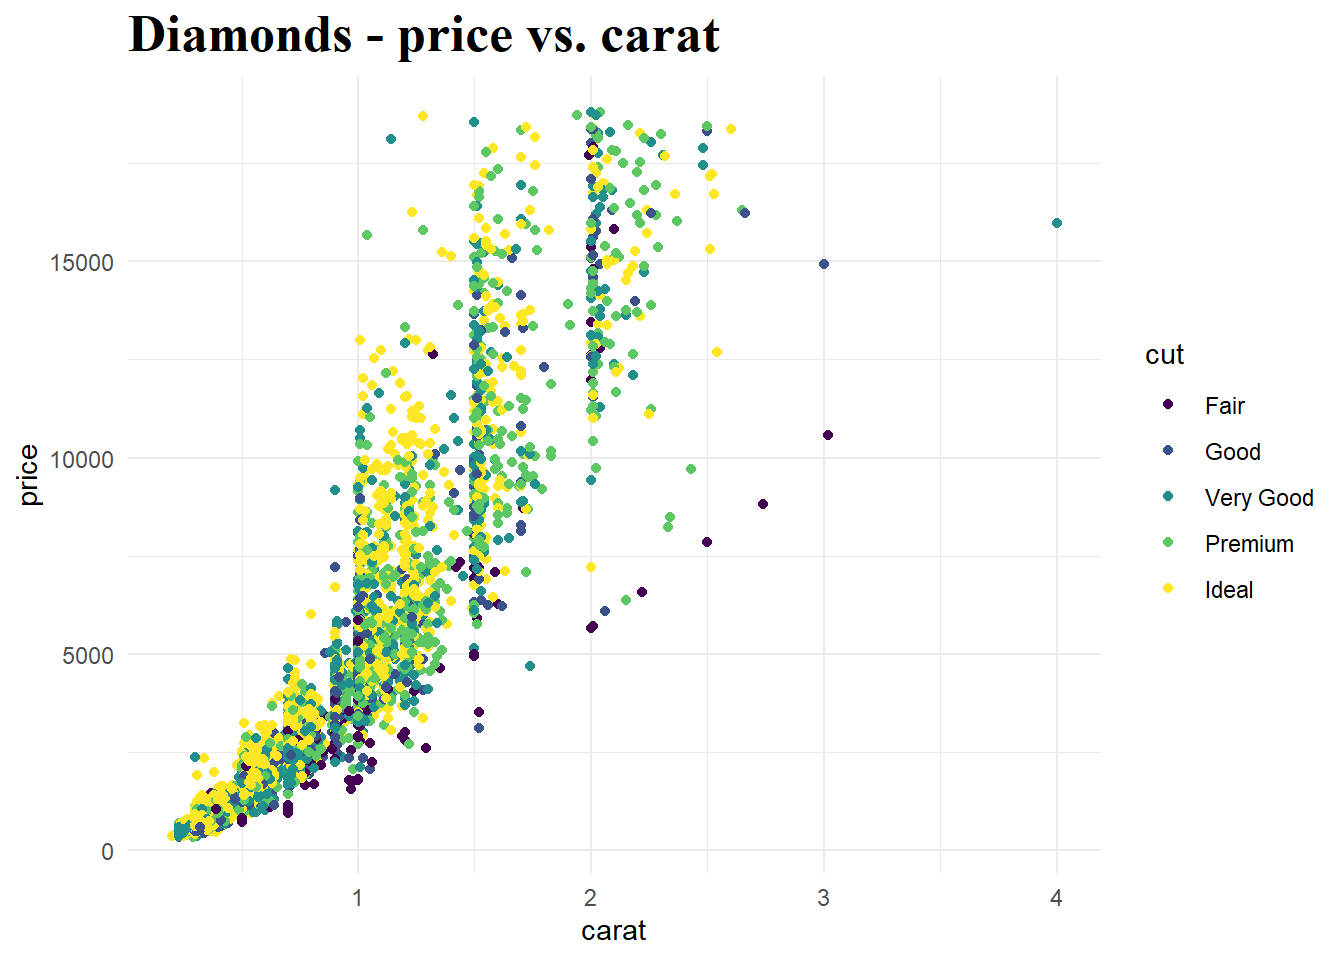 Diamonds - price vs. carat
15000
10000
5000
0
price
1 2 3 4
carat
cut
Fair
Good
Very Good
Premium
Ideal